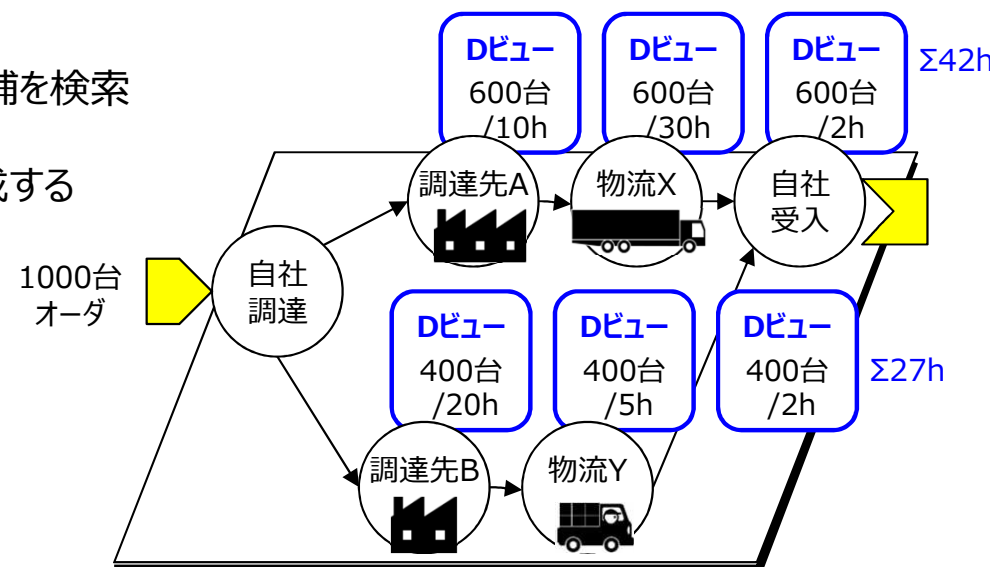 補を検索
成する
1000台
オーダ
自社
調達
Dビュー
600台
/10h
Dビュー
600台
/30h
Dビュー
600台
/2h
Σ42h
調達先A
物流X
自社
受入
Dビュー
400台
/20h
Dビュー
400台
/5h
Dビュー
400台
/2h
Σ27h
調達先B
物流Y